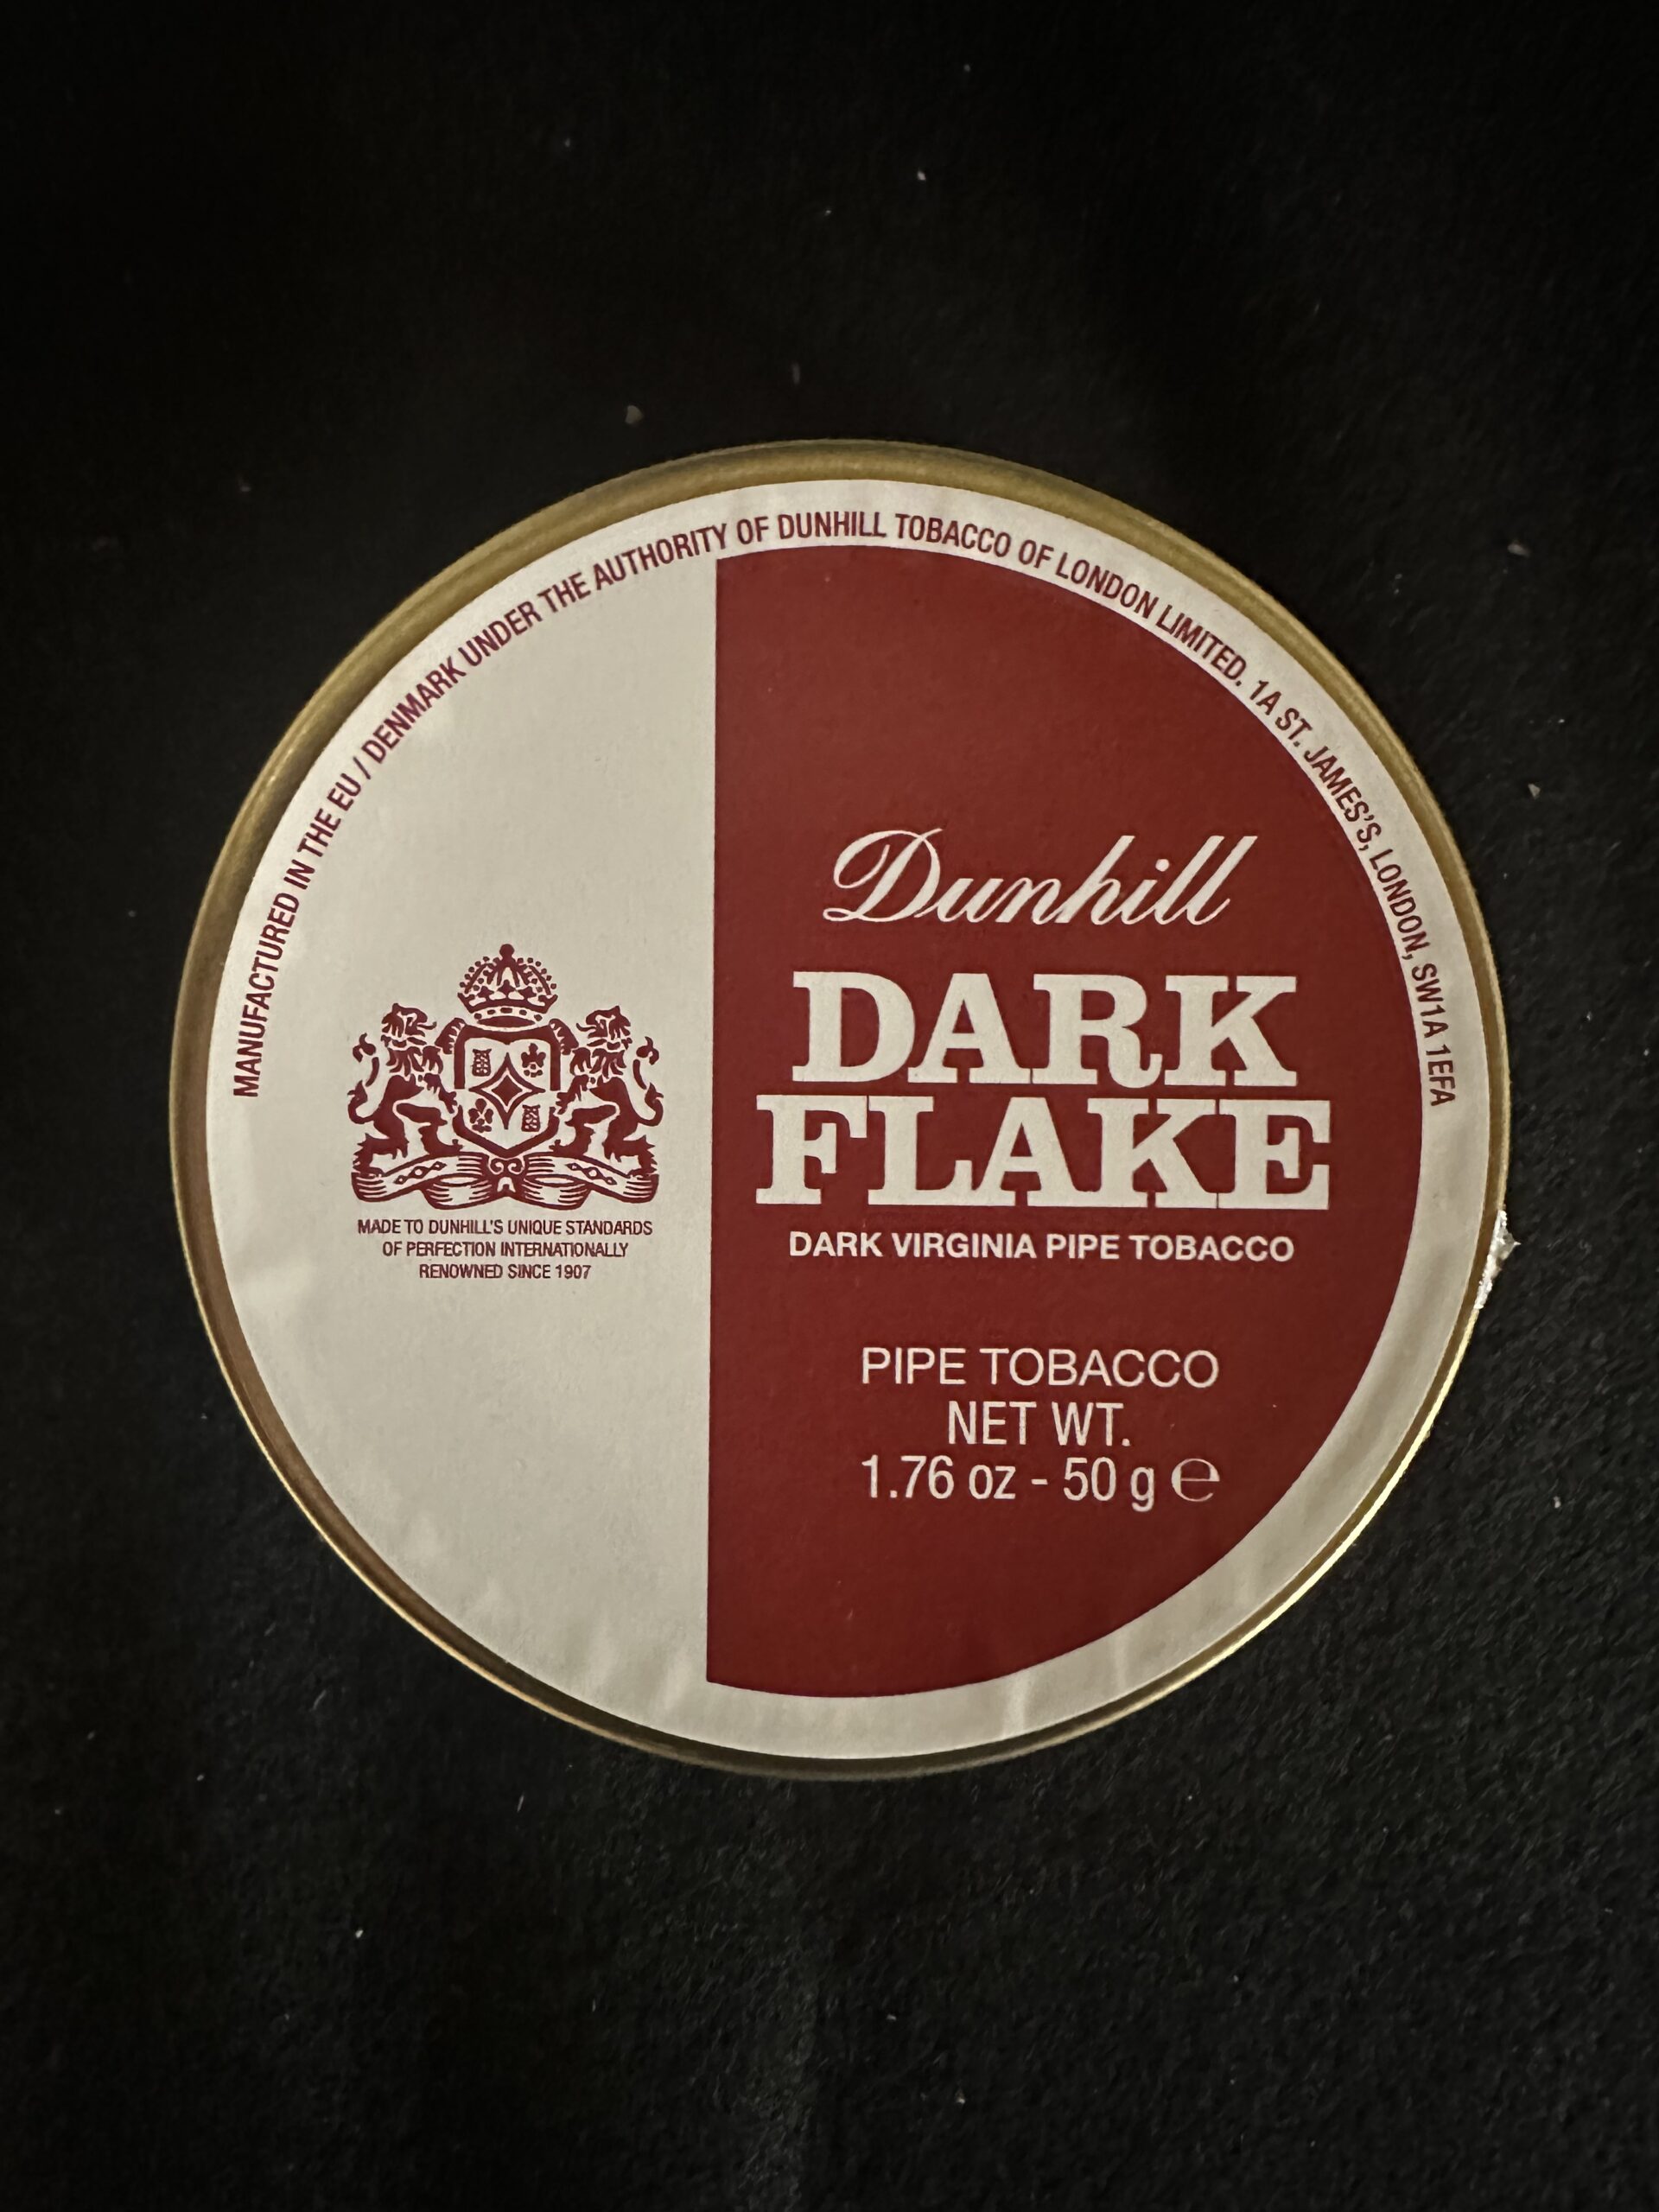 MANUFACTURED IN THE EU / DENMARK UNDER THE AUTHORITY OF DUNHILL TOBACCO OF LONDON LIMITED. 1A ST. JAMES'S, LONDON, SW1A 1EFA
Dunhill
DARK
FLAKE
DARK VIRGINIA PIPE TOBACCO
PIPE TOBACCO
NET WT.
1.76 oz - 50 g ℮
MADE TO DUNHILL'S UNIQUE STANDARDS
OF PERFECTION INTERNATIONALLY
RENOWNED SINCE 1907